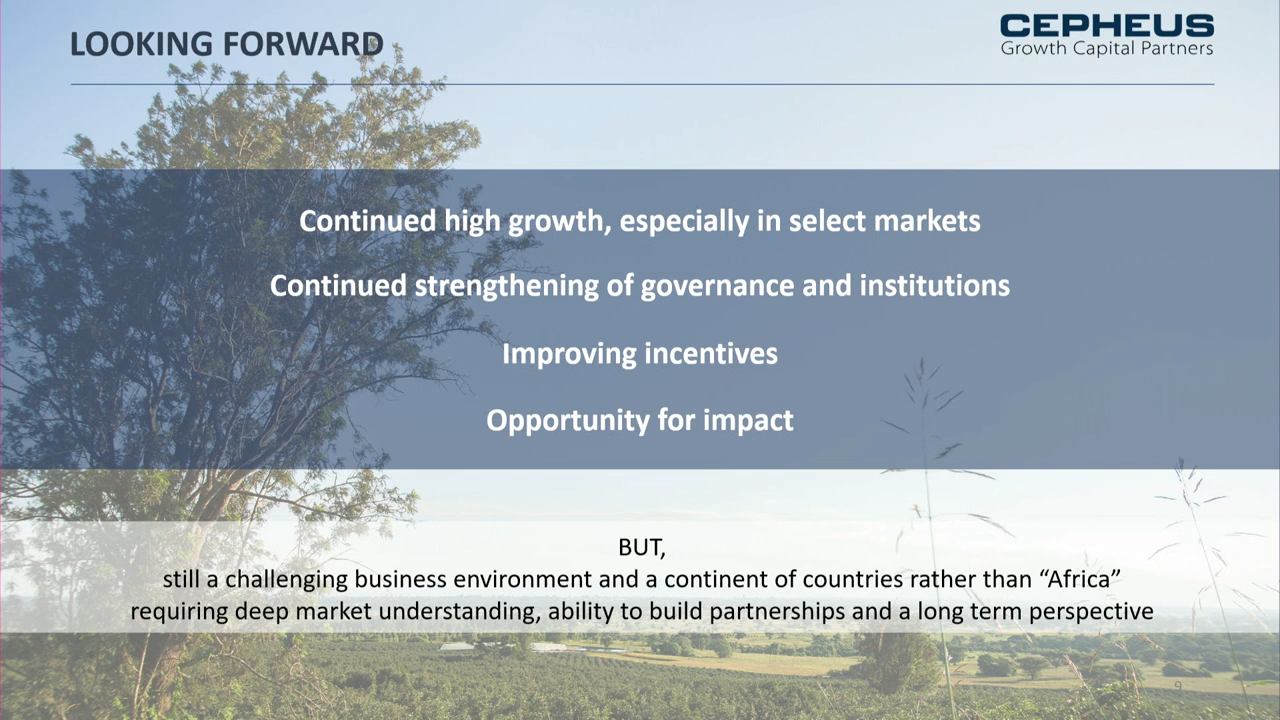 LOOKING FORWARD
CEPHEUS
Growth Capital Partners
Continued high growth, especially in select markets
Continued strengthening of governance and institutions
Improving incentives
Opportunity for impact
BUT,
still a challenging business environment and a continent of countries rather than “Africa”
requiring deep market understanding, ability to build partnerships and a long term perspective
9